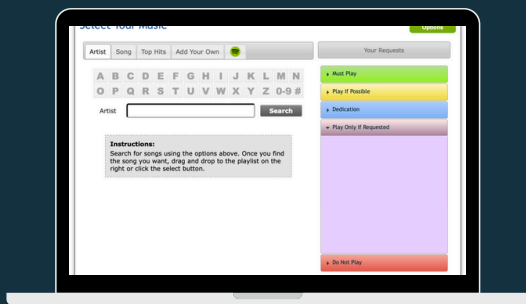 Select Your Music
Options
Artist
Song
Top Hits
Add Your Own
Your Requests
A B C D E F G H I J K L M N
O P Q R S T U V W X Y Z 0-9 #
Artist
Search
Instructions:
Search for songs using the options above. Once you find
the song you want, drag and drop to the playlist on the
right or click the select button.
Must Play
Play If Possible
Dedication
Play Only If Requested
Do Not Play